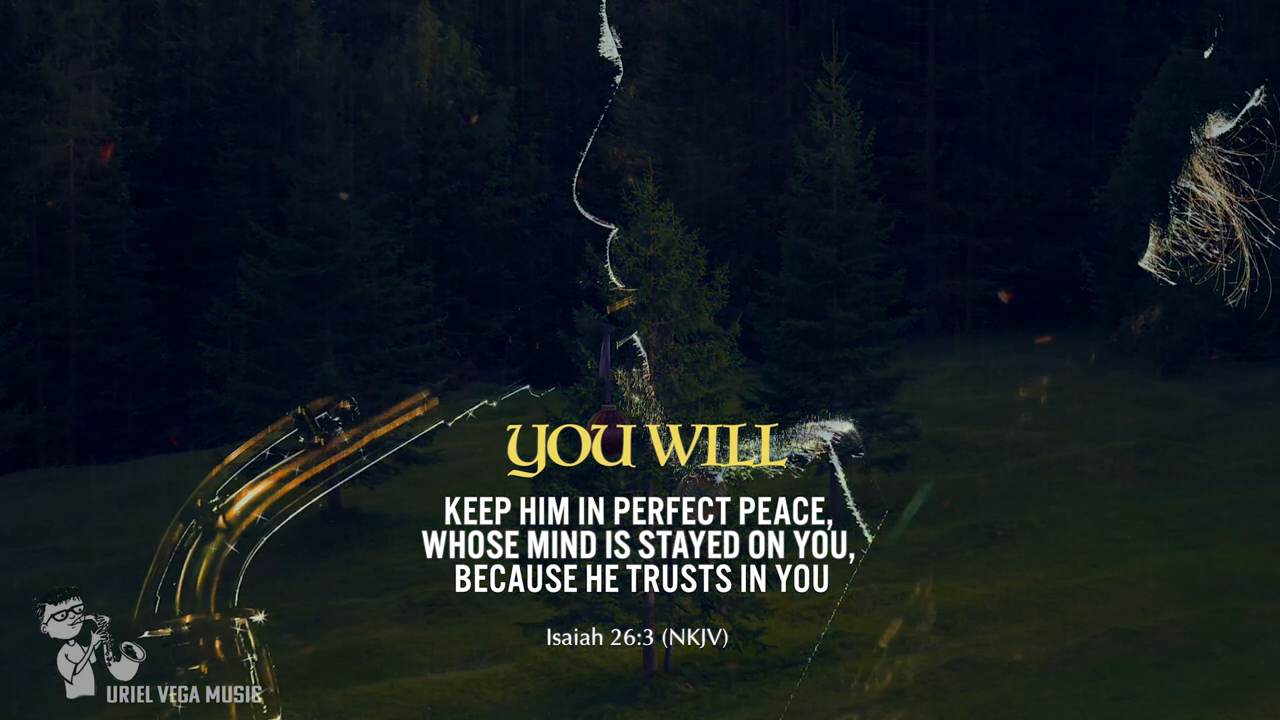 YOU WILL
KEEP HIM IN PERFECT PEACE,
WHOSE MIND IS STAYED ON YOU,
BECAUSE HE TRUSTS IN YOU
Isaiah 26:3 (NKJV)
URIEL VEGA MUSIC